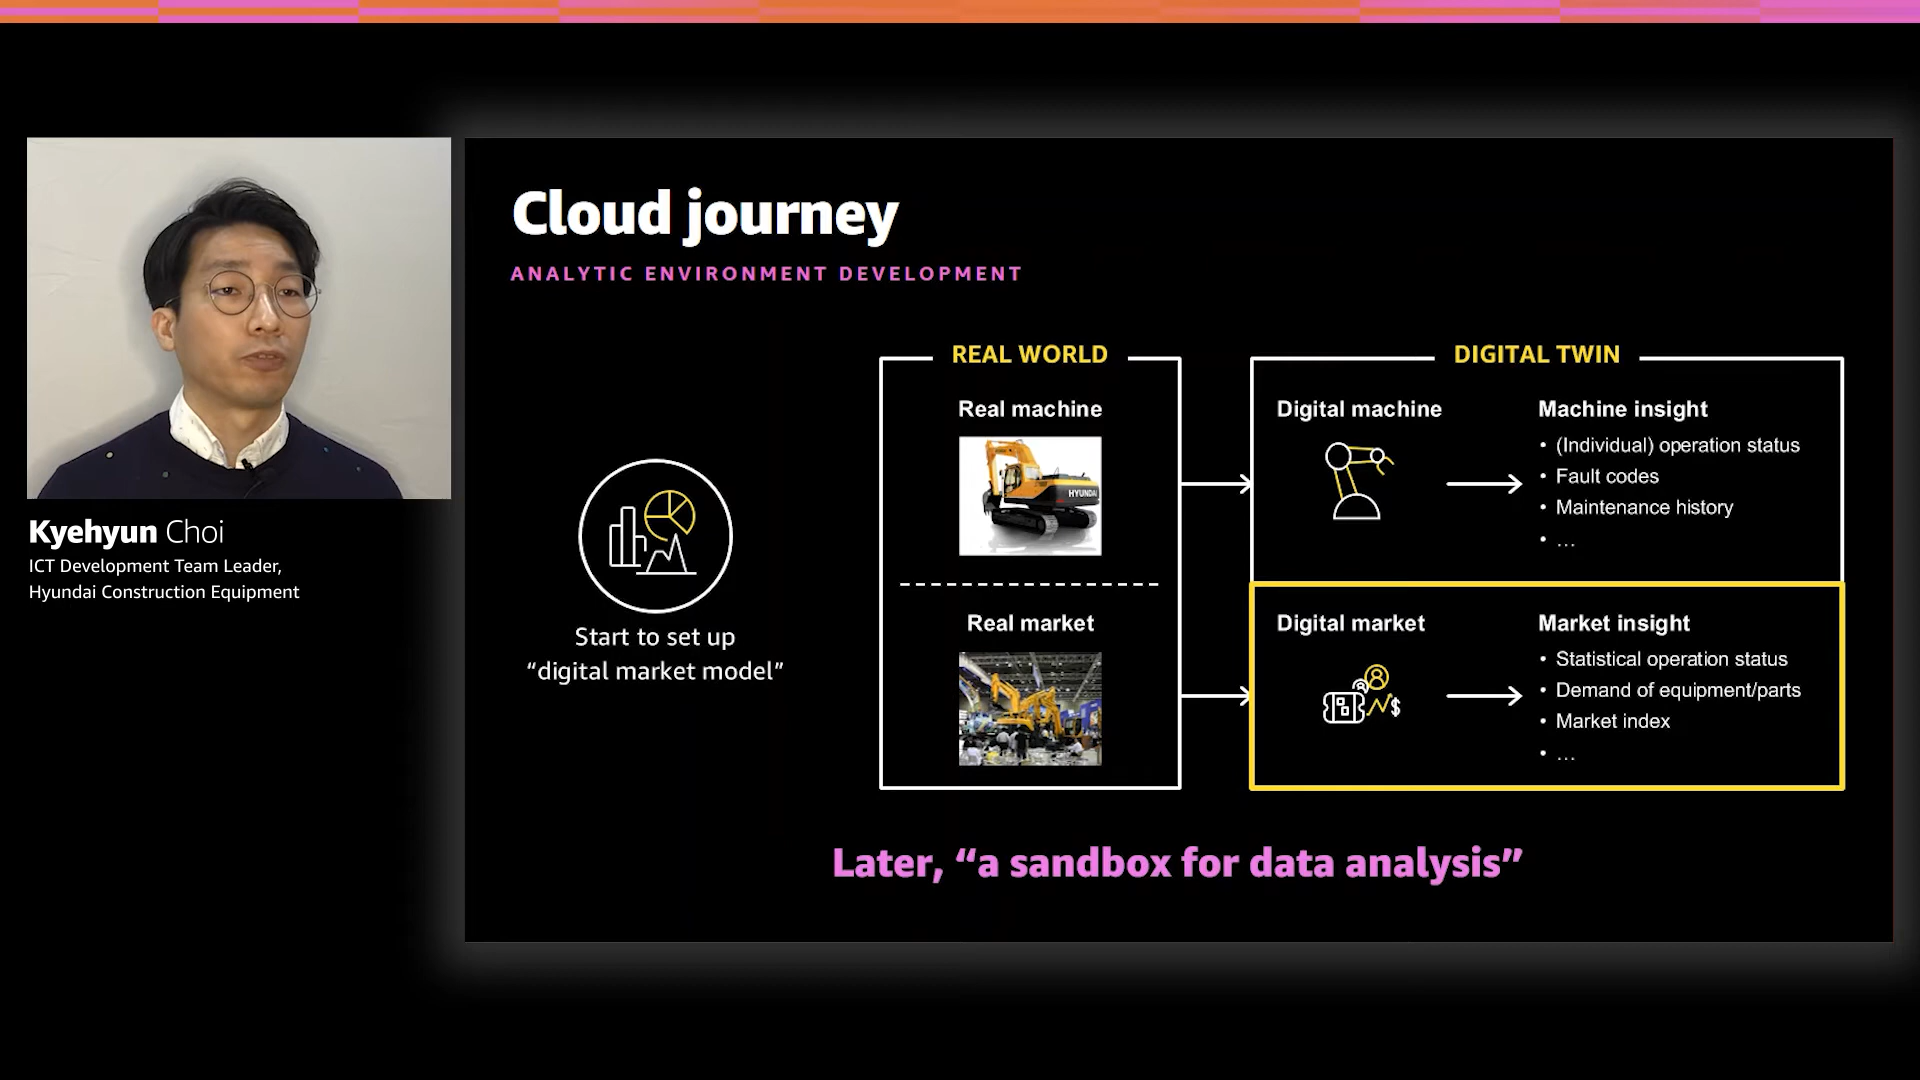 Cloud journey
ANALYTIC ENVIRONMENT DEVELOPMENT
Kyehyun Choi
ICT Development Team Leader,
Hyundai Construction Equipment
Start to set up
“digital market model”
REAL WORLD
Real machine
HYUNDAI
Real market
DIGITAL TWIN
Digital machine
Machine insight
• (Individual) operation status
• Fault codes
• Maintenance history
• …
Digital market
$
Market insight
• Statistical operation status
• Demand of equipment/parts
• Market index
• …
Later, “a sandbox for data analysis”